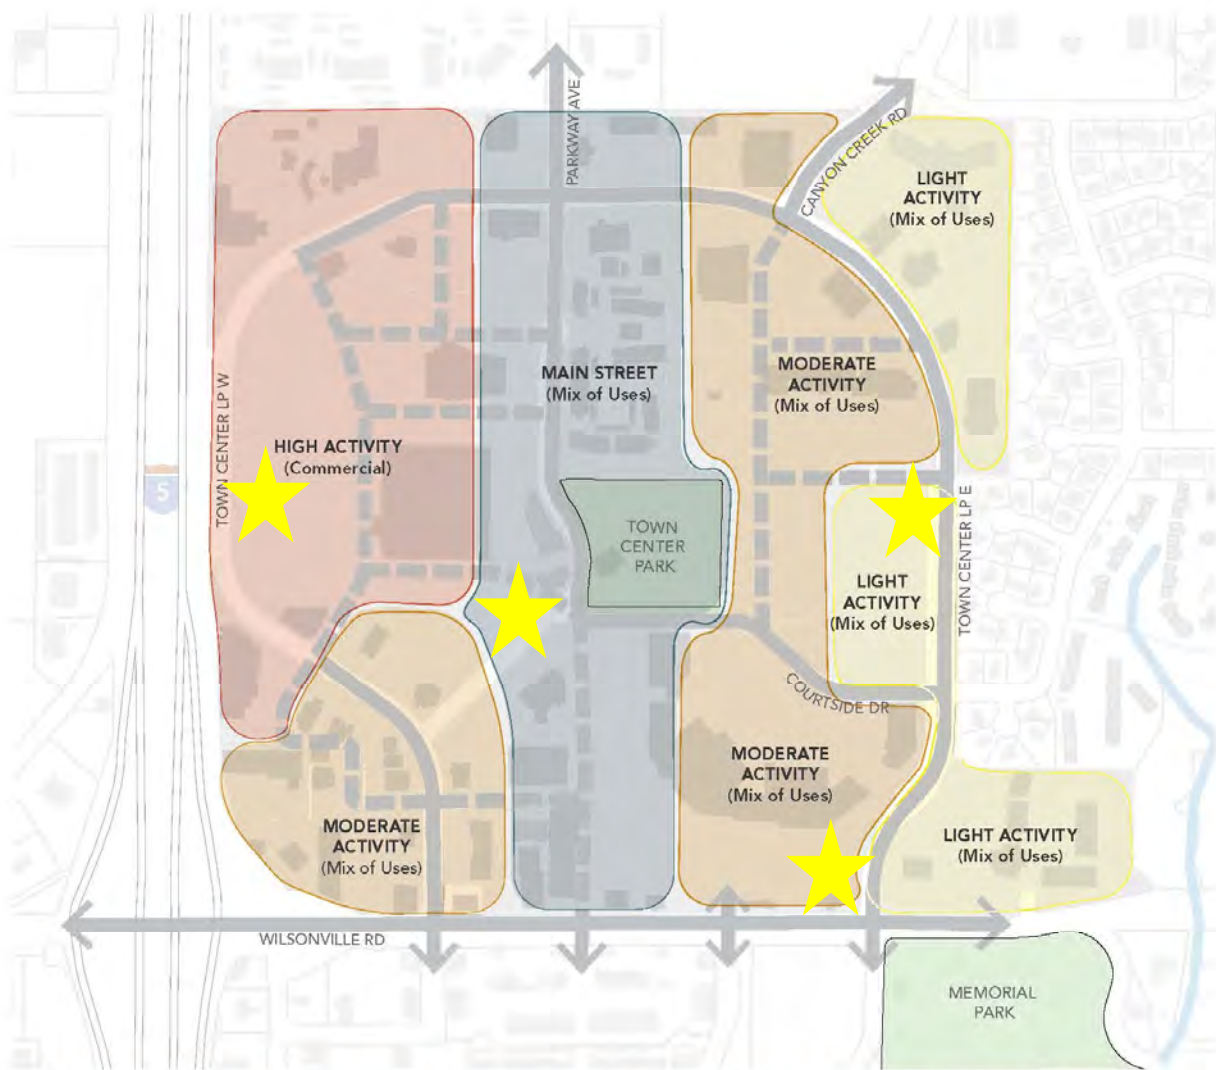 PARKWAY AVE
CANYON CREEK RD
LIGHT
ACTIVITY
(Mix of Uses)
MAIN STREET
(Mix of Uses)
MODERATE
ACTIVITY
(Mix of Uses)
TOWN CENTER LP W
HIGH ACTIVITY
(Commercial)
5
TOWN
CENTER
PARK
TOWN CENTER LP E
LIGHT
ACTIVITY
(Mix of Uses)
COURTSIDE DR
MODERATE
ACTIVITY
(Mix of Uses)
MODERATE
ACTIVITY
(Mix of Uses)
LIGHT ACTIVITY
(Mix of Uses)
WILSONVILLE RD
MEMORIAL
PARK